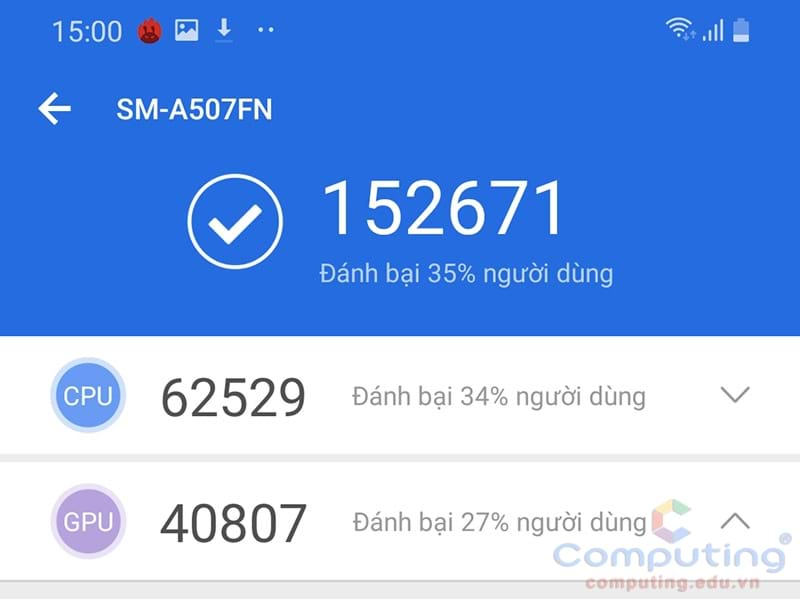 15:00
SM-A507FN
152671
Đánh bại 35% người dùng
CPU 62529 Đánh bại 34% người dùng
GPU 40807 Đánh bại 27% người dùng
Computing®
computing.edu.vn